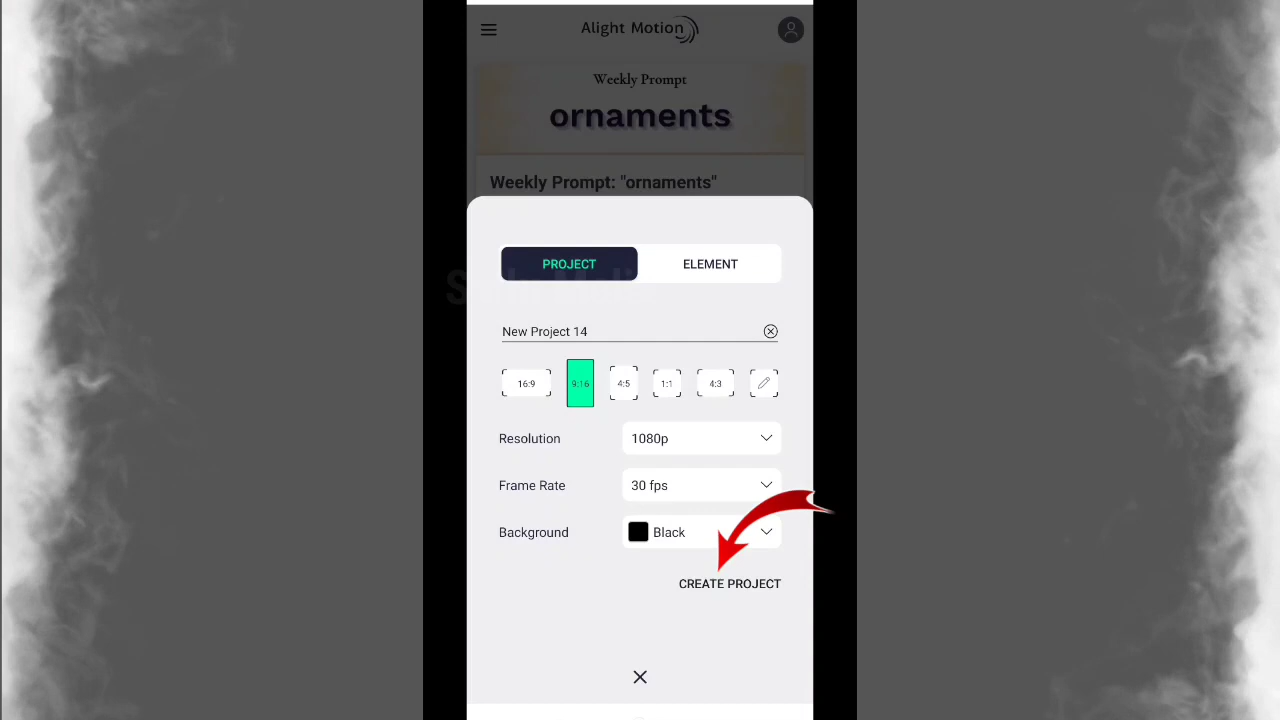 Alight Motion
Weekly Prompt
ornaments
Weekly Prompt: "ornaments"
PROJECT
ELEMENT
New Project 14
16:9
9:16
4:5
1:1
4:3
Resolution
1080p
Frame Rate
30 fps
Background
Black
CREATE PROJECT